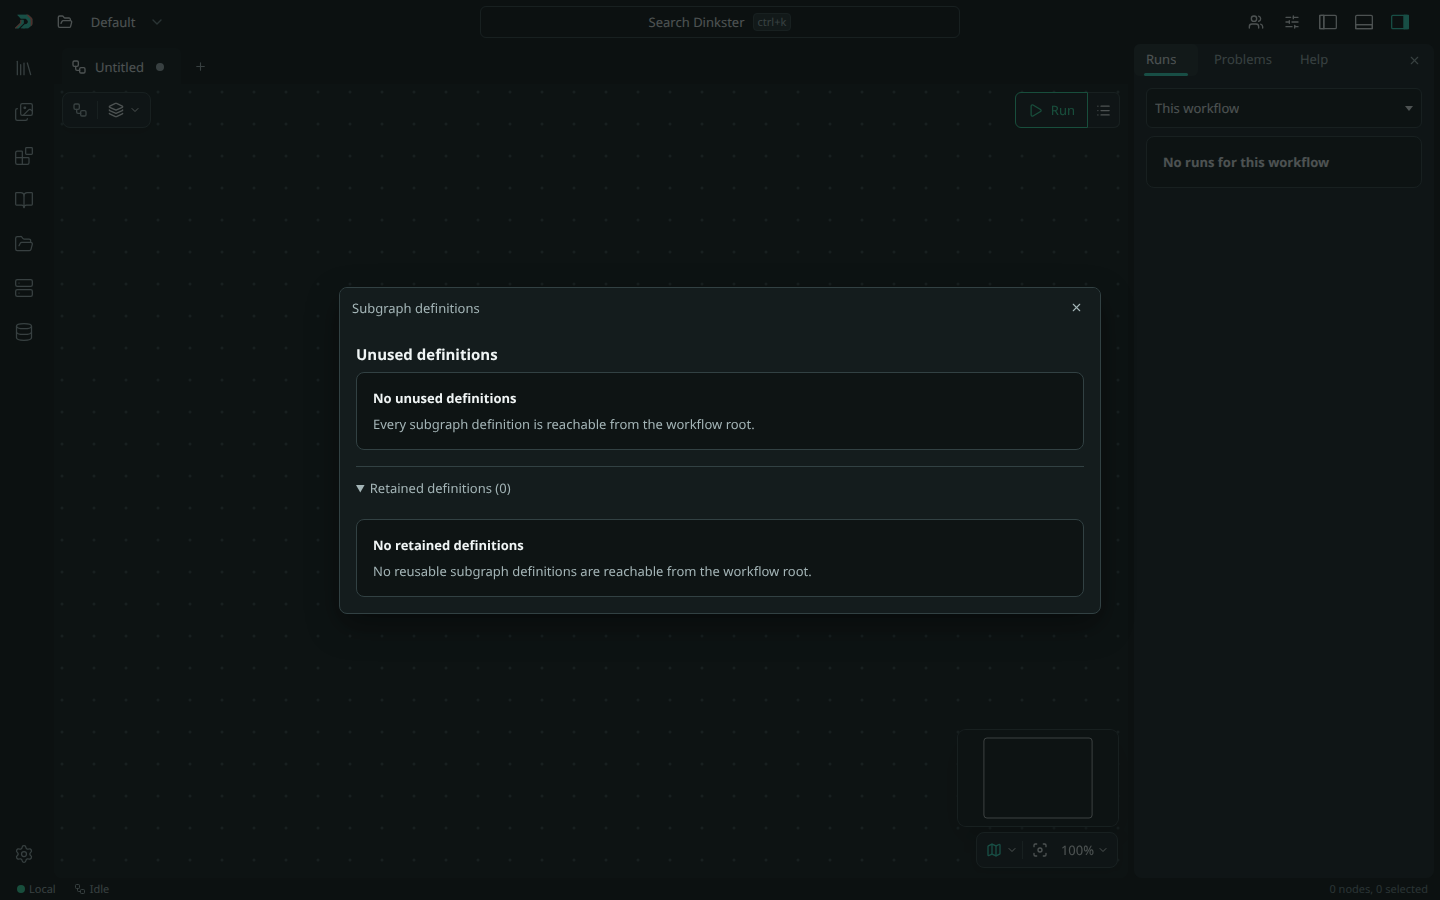 Default
Search Dinkster ctrl+k
Untitled
Runs Problems Help
Run
This workflow
No runs for this workflow
Subgraph definitions
Unused definitions
No unused definitions
Every subgraph definition is reachable from the workflow root.
Retained definitions (0)
No retained definitions
No reusable subgraph definitions are reachable from the workflow root.
100%
Local Idle
0 nodes, 0 selected